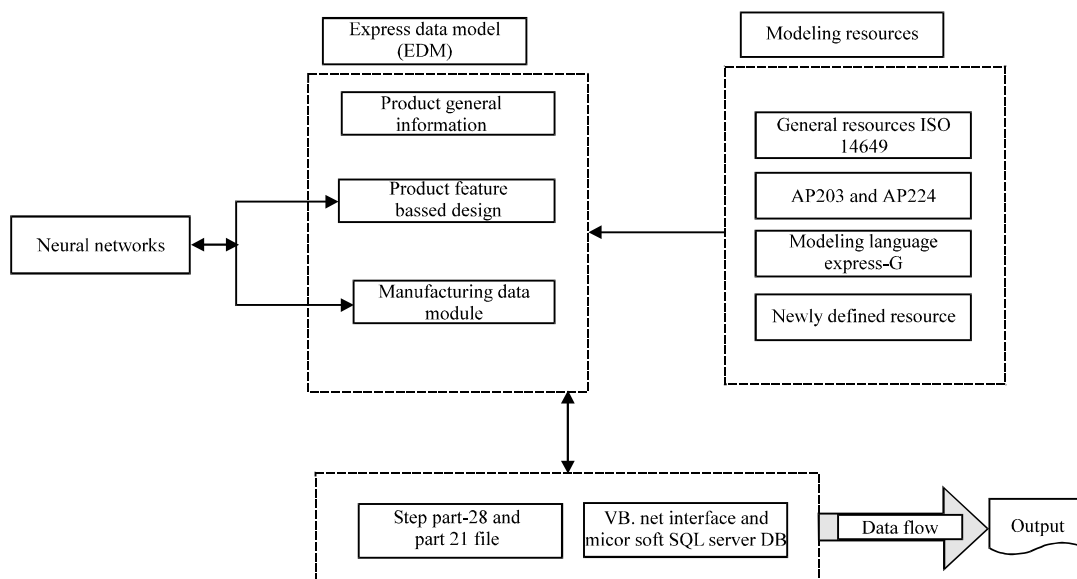 Express data model
(EDM)
Modeling resources
Product general
information
General resources ISO
14649
Product feature
bassed design
AP203 and AP224
Neural networks
Modeling language
express-G
Manufacturing data
module
Newly defined resource
Step part-28 and
part 21 file
VB. net interface and
micor soft SQL server DB
Data flow
Output